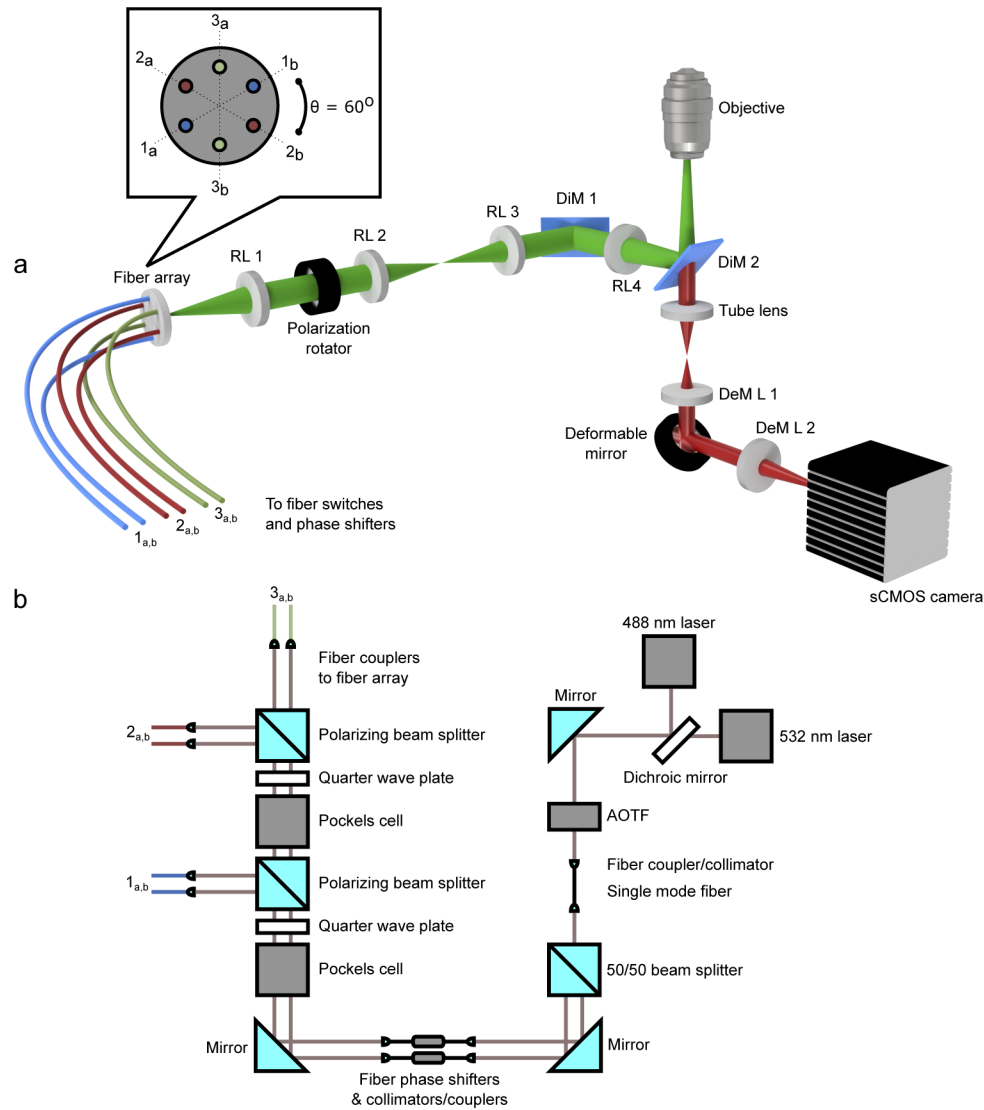 3a
2a
1b
θ = 60o
1a
2b
3b
Objective
a
DiM 1
RL 3
RL 2
RL 1
DiM 2
Fiber array
RL4
Tube lens
Polarization
rotator
DeM L 1
DeM L 2
Deformable
mirror
To fiber switches
and phase shifters
3a,b
2a,b
1a,b
sCMOS camera
b
3a,b
488 nm laser
Fiber couplers
to fiber array
Mirror
2a,b
Polarizing beam splitter
532 nm laser
Quarter wave plate
Dichroic mirror
Pockels cell
AOTF
Fiber coupler/collimator
1a,b
Polarizing beam splitter
Single mode fiber
Quarter wave plate
Pockels cell
50/50 beam splitter
Mirror
Mirror
Fiber phase shifters
& collimators/couplers